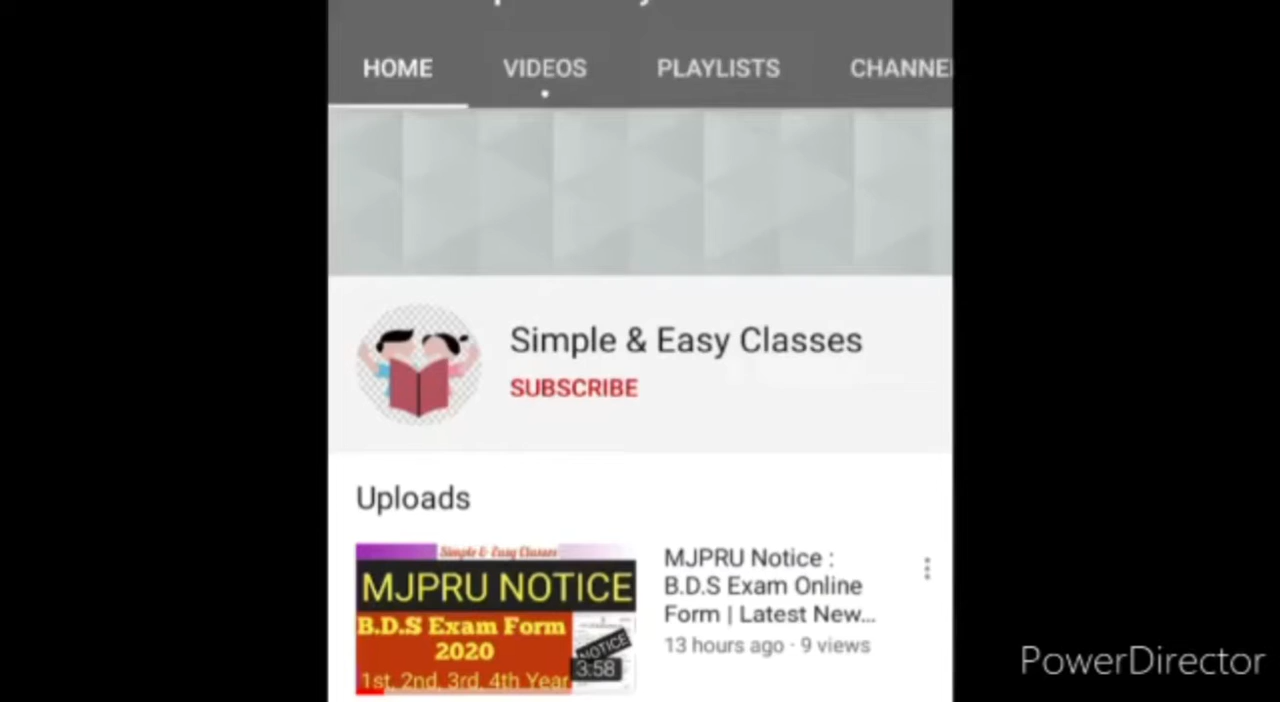 HOME VIDEOS PLAYLISTS CHANNEL
Simple & Easy Classes
SUBSCRIBE
Uploads
Simple & Easy Classes
MJPRU NOTICE
B.D.S Exam Form
2020
NOTICE
3:58
1st, 2nd, 3rd, 4th Year
MJPRU Notice :
B.D.S Exam Online
Form | Latest New...
13 hours ago · 9 views
PowerDirector